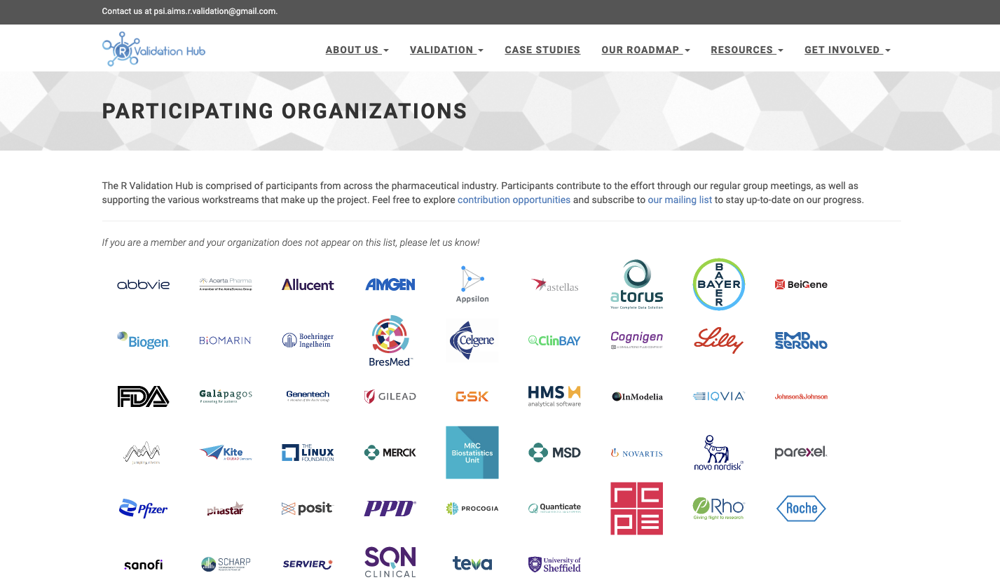 Contact us at psi.aims.r.validation@gmail.com.
R Validation Hub
ABOUT US
VALIDATION
CASE STUDIES
OUR ROADMAP
RESOURCES
GET INVOLVED
PARTICIPATING ORGANIZATIONS
The R Validation Hub is comprised of participants from across the pharmaceutical industry. Participants contribute to the effort through our regular group meetings, as well as
supporting the various workstreams that make up the project. Feel free to explore contribution opportunities and subscribe to our mailing list to stay up-to-date on our progress.
If you are a member and your organization does not appear on this list, please let us know!
abbvie
Acerta Pharma
A member of the AstraZeneca Group
Allucent
AMGEN
Appsilon
astellas
atorus
Your Complete Data Solution
BAYER
BAYER
BeiGene
Biogen
BiOMARIN
Boehringer
Ingelheim
BresMed™
Celgene
ClinBAY
Cognigen
A SIMULATIONS PLUS COMPANY
Lilly
EMD
SERONO
FDA
Galápagos
Genentech
A Member of the Roche Group
GILEAD
GSK
HMS
analytical software
InModelia
IQVIA
Johnson&Johnson
jumping rivers
Kite
A GILEAD Company
THE
LINUX
FOUNDATION
MERCK
MRC
Biostatistics
Unit
MSD
NOVARTIS
novo nordisk®
parexel
Pfizer
phastar
posit
PPD
PROCOGIA
Quanticate
rcpe
Rho
Giving flight to research
Roche
sanofi
SCHARP
SERVIER
SQN
CLINICAL
teva
University of
Sheffield